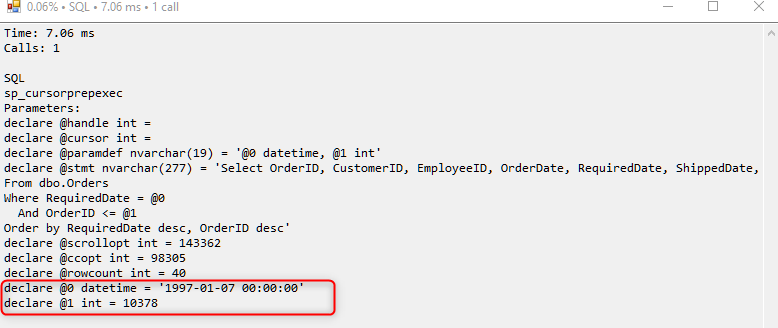 0.06% • SQL • 7.06 ms • 1 call
Time: 7.06 ms
Calls: 1
SQL
sp_cursorprepexec
Parameters:
declare @handle int =
declare @cursor int =
declare @paramdef nvarchar(19) = '@0 datetime, @1 int'
declare @stmt nvarchar(277) = 'Select OrderID, CustomerID, EmployeeID, OrderDate, RequiredDate, ShippedDate,
From dbo.Orders
Where RequiredDate = @0
And OrderID <= @1
Order by RequiredDate desc, OrderID desc'
declare @scrollopt int = 143362
declare @ccopt int = 98305
declare @rowcount int = 40
declare @0 datetime = '1997-01-07 00:00:00'
declare @1 int = 10378